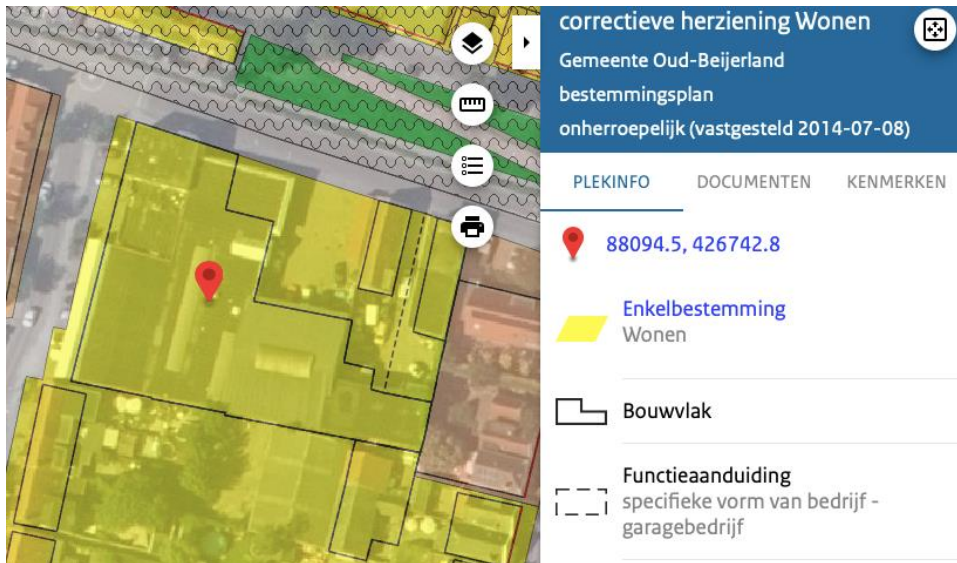 correctieve herziening Wonen
Gemeente Oud-Beijerland
bestemmingsplan
onherroepelijk (vastgesteld 2014-07-08)
PLEKINFO DOCUMENTEN KENMERKEN
88094.5, 426742.8
Enkelbestemming
Wonen
Bouwvlak
Functieaanduiding
specifieke vorm van bedrijf -
garagebedrijf